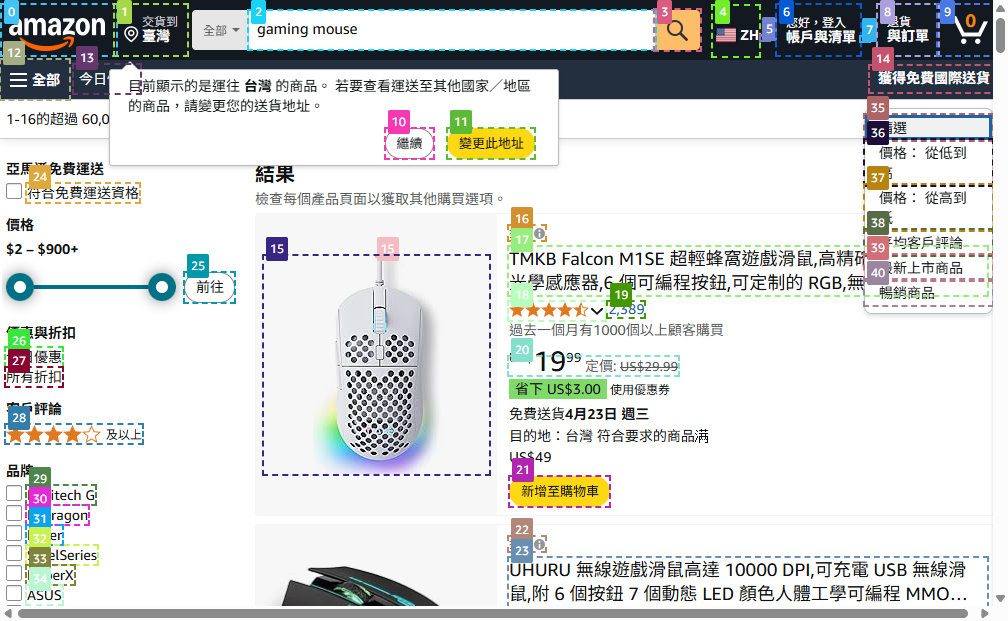 0
amazon
1
交貨到
臺灣
全部
2
gaming mouse
3
4
ZH
5
6
您好，登入
帳戶與清單
7
8
退貨
與訂單
9
0
12
全部
13
今日
14
獲得免費國際送貨
目前顯示的是運往 台灣 的商品。 若要查看運送至其他國家／地區
的商品，請變更您的送貨地址。
10
繼續
11
變更此地址
1-16的超過 60,0
35
精選
36
價格： 從低到
37
價格： 從高到
38
平均客戶評論
39
最新上市商品
40
暢銷商品
亞馬遜免費運送
24
符合免費運送資格
價格
$2 – $900+
25
前往
優惠與折扣
26
27
所有折扣
客戶評論
28
及以上
品牌
29
30
31
32
33
34
ASUS
結果
檢查每個產品頁面以獲取其他購買選項。
15
15
16
17
TMKB Falcon M1SE 超輕蜂窩遊戲滑鼠,高精
光學感應器,6 個可編程按鈕,可定制的 RGB,無
18
19
2,389
過去一個月有1000個以上顧客購買
20
19
99
定價: US$29.99
省下 US$3.00 使用優惠券
免費送貨4月23日 週三
目的地：台灣 符合要求的商品满
US$49
21
新增至購物車
22
23
UHURU 無線遊戲滑鼠高達 10000 DPI,可充電 USB 無線滑
鼠,附 6 個按鈕 7 個動態 LED 顏色人體工學可編程 MMO…